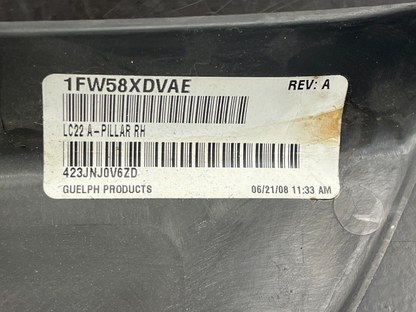 1FW58XDVAE REV: A
LC22 A-PILLAR RH
423JNJ0V6ZD
GUELPH PRODUCTS 06/21/08 11:33 AM